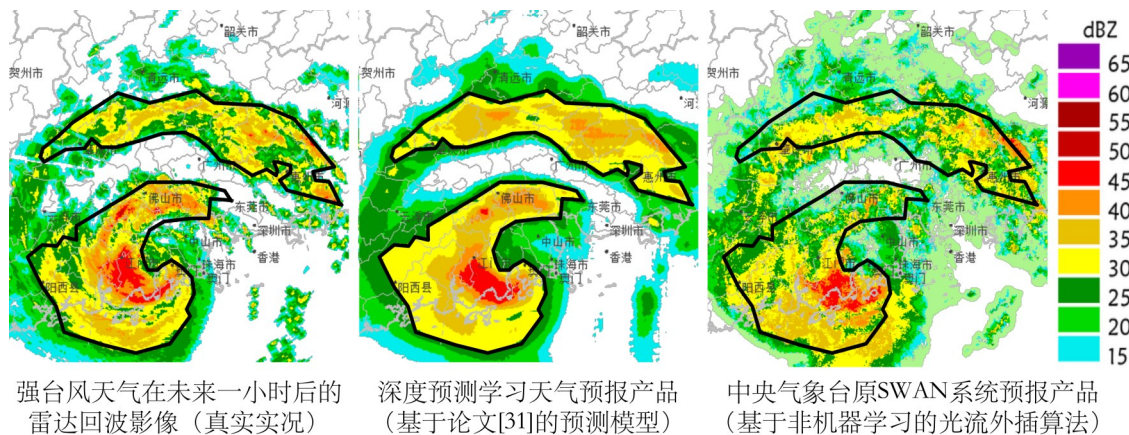 韶关市
贺州市
清远市
河源
惠州市
佛山市
东莞市
深圳市
中山市
香港
珠海市
阳西县
韶关市
贺州市
清远市
河源
惠州市
佛山市
东莞市
深圳市
中山市
香港
珠海市
阳西县
韶关市
贺州市
清远市
惠州市
佛山市
东莞市
深圳市
中山市
香港
珠海市
阳西县
dBZ
65
60
55
50
45
40
35
30
25
20
15
强台风天气在未来一小时后的
雷达回波影像（真实实况）
深度预测学习天气预报产品
（基于论文[31]的预测模型）
中央气象台原SWAN系统预报产品
（基于非机器学习的光流外插算法）